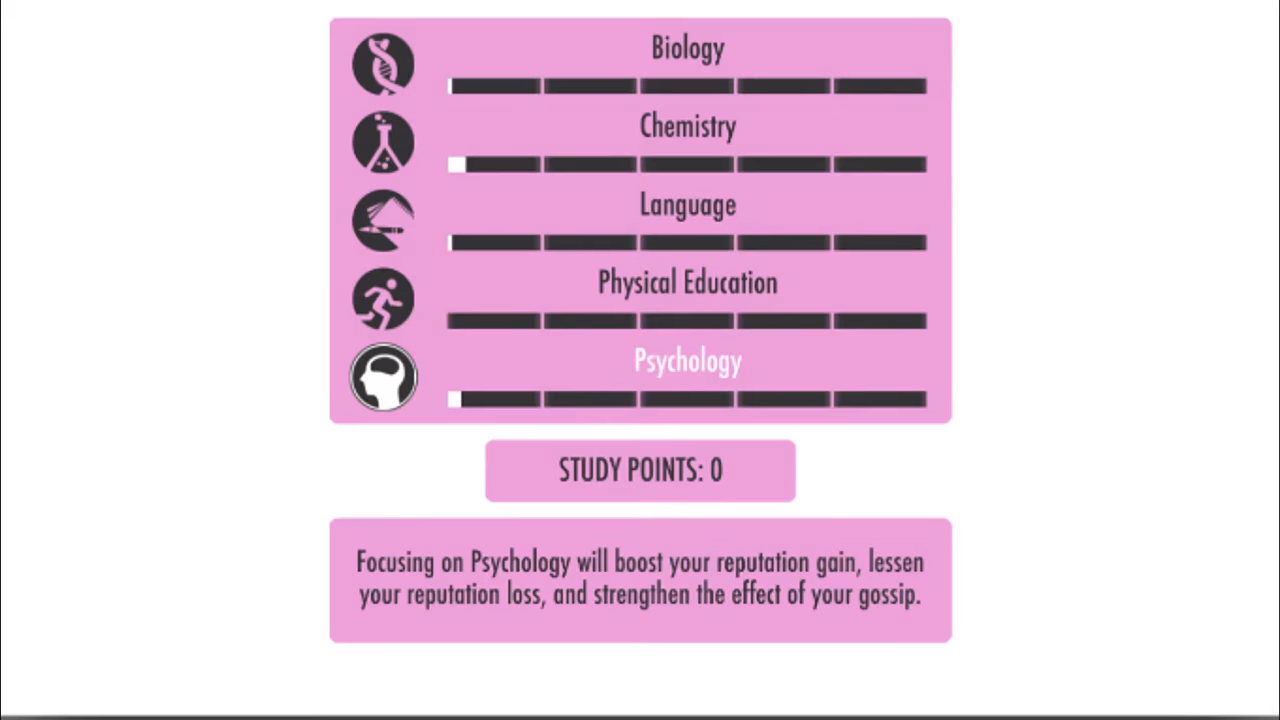 Biology
Chemistry
Language
Physical Education
Psychology
STUDY POINTS: 0
Focusing on Psychology will boost your reputation gain, lessen
your reputation loss, and strengthen the effect of your gossip.